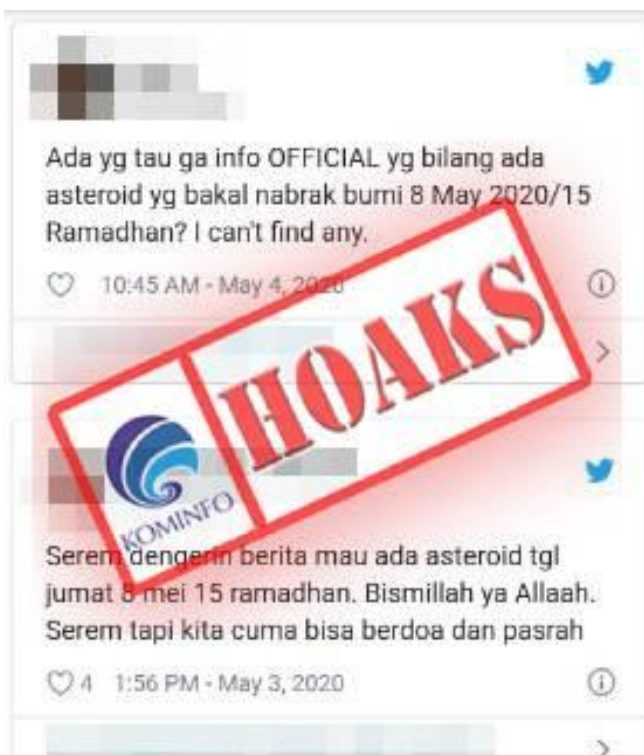 Ada yg tau ga info OFFICIAL yg bilang ada
asteroid yg bakal nabrak bumi 8 May 2020/15
Ramadhan? I can't find any.
10:45 AM - May 4, 2020
HOAKS
KOMINFO
Serem dengerin berita mau ada asteroid tgl
jumat 8 mei 15 ramadhan. Bismillah ya Allaah.
Serem tapi kita cuma bisa berdoa dan pasrah
4 1:56 PM - May 3, 2020